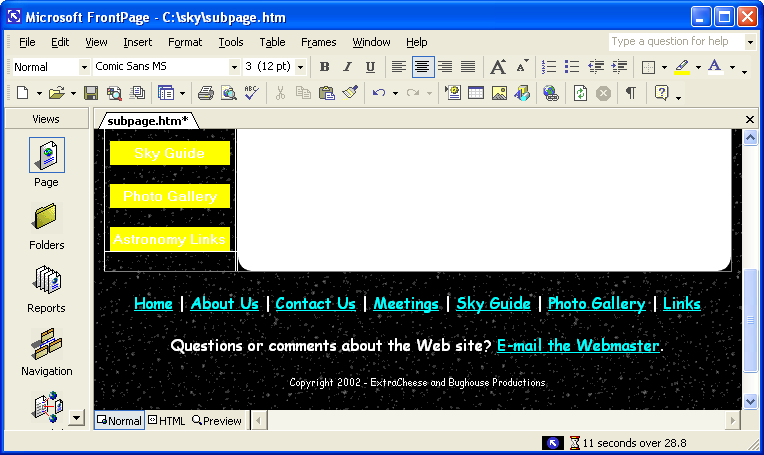 Microsoft FrontPage - C:\sky\subpage.htm
File Edit View Insert Format Tools Table Frames Window Help Type a question for help
Normal Comic Sans MS 3 (12 pt) B I U A A A
Views subpage.htm*
Page
Folders
Reports
Navigation
Sky Guide
Photo Gallery
Astronomy Links
Home | About Us | Contact Us | Meetings | Sky Guide | Photo Gallery | Links
Questions or comments about the Web site? E-mail the Webmaster.
Copyright 2002 - ExtraCheese and Bughouse Productions
Normal HTML Preview
11 seconds over 28.8